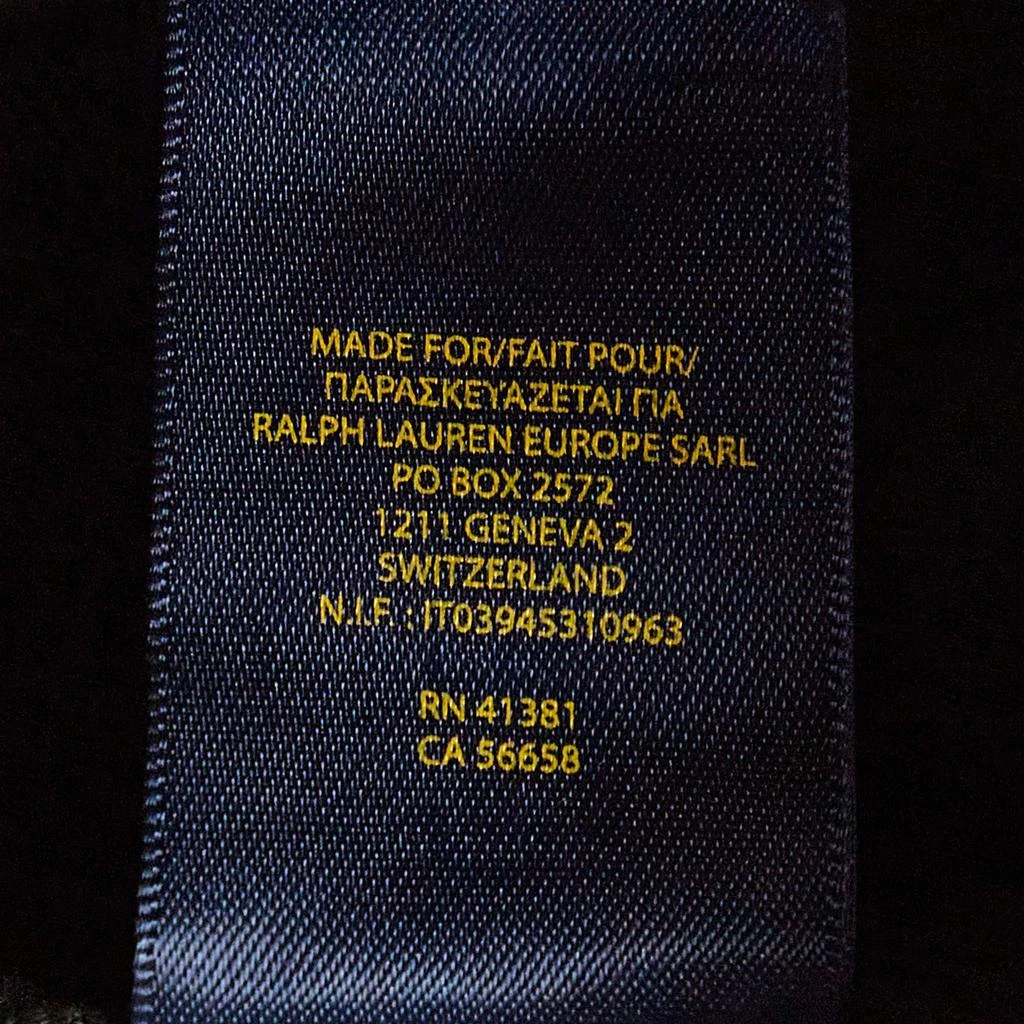 MADE FOR/FAIT POUR/
ΠΑΡΑΣΚΕΥΑΖΕΤΑΙ ΓΙΑ
RALPH LAUREN EUROPE SARL
PO BOX 2572
1211 GENEVA 2
SWITZERLAND
N.I.F. : IT03945310963
RN 41381
CA 56658